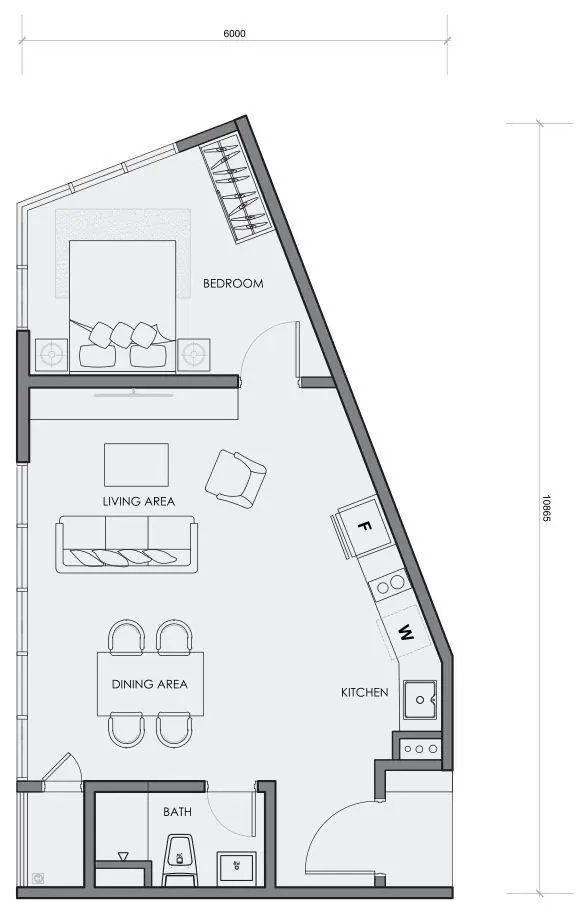 6000
BEDROOM
10865
LIVING AREA
F
W
DINING AREA
KITCHEN
BATH